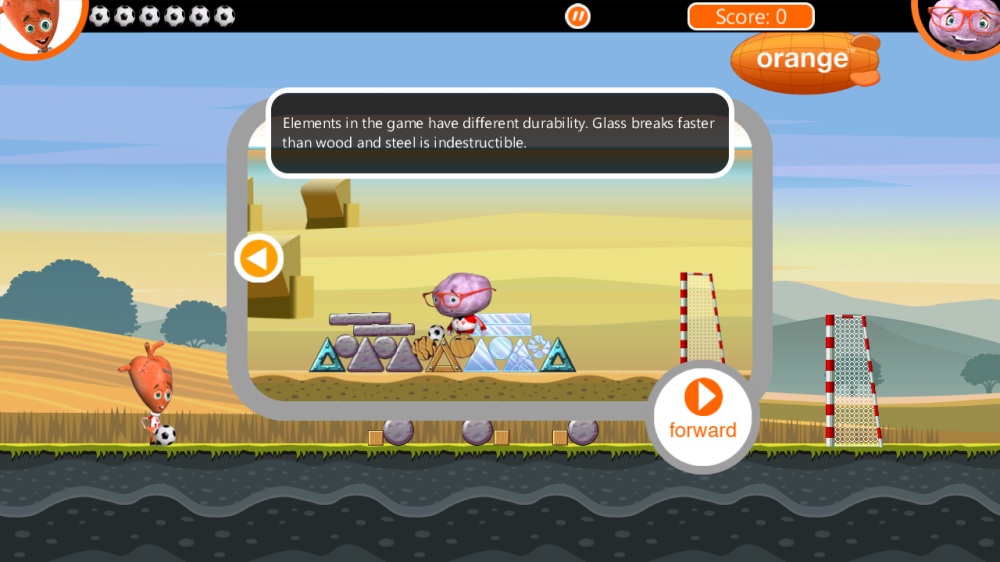 Score: 0
orange™
Elements in the game have different durability. Glass breaks faster
than wood and steel is indestructible.
forward